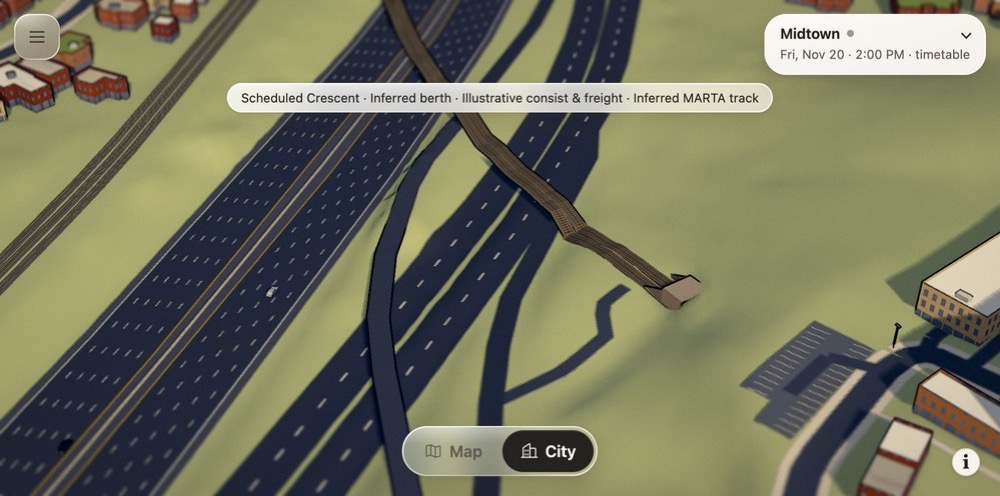 Midtown
Fri, Nov 20 · 2:00 PM · timetable
Scheduled Crescent · Inferred berth · Illustrative consist & freight · Inferred MARTA track
Map
City
i